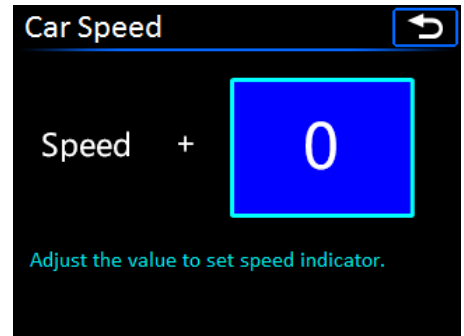 Car Speed
Speed + 0
Adjust the value to set speed indicator.